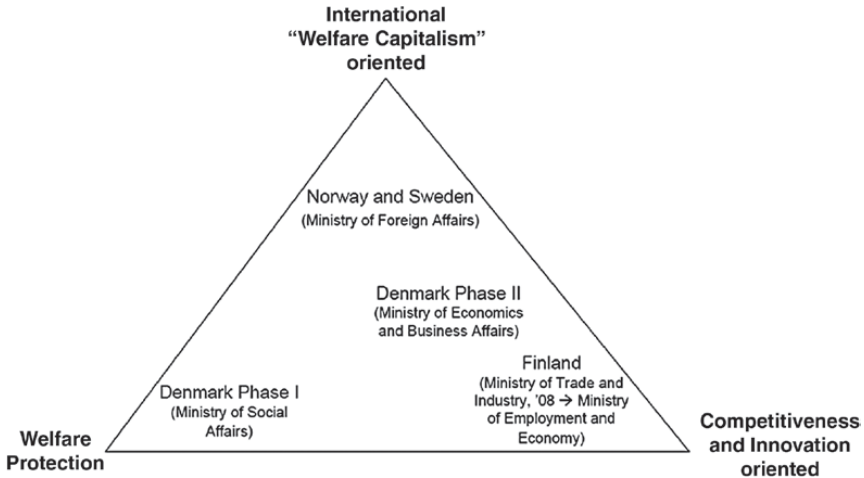 International
“Welfare Capitalism”
oriented
Norway and Sweden
(Ministry of Foreign Affairs)
Denmark Phase II
(Ministry of Economics
and Business Affairs)
Finland
(Ministry of Trade and
Industry, ’08 → Ministry
of Employment and
Economy)
Denmark Phase I
(Ministry of Social
Affairs)
Welfare
Protection
Competitiveness
and Innovation
oriented